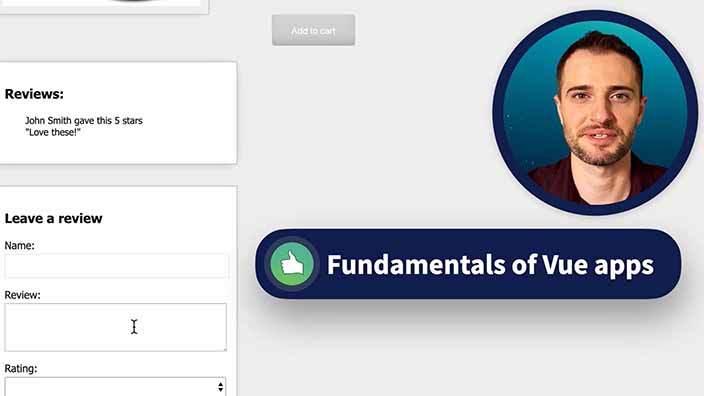 Add to cart
Reviews:
John Smith gave this 5 stars
"Love these!"
Leave a review
Name:
Review:
Rating:
Fundamentals of Vue apps